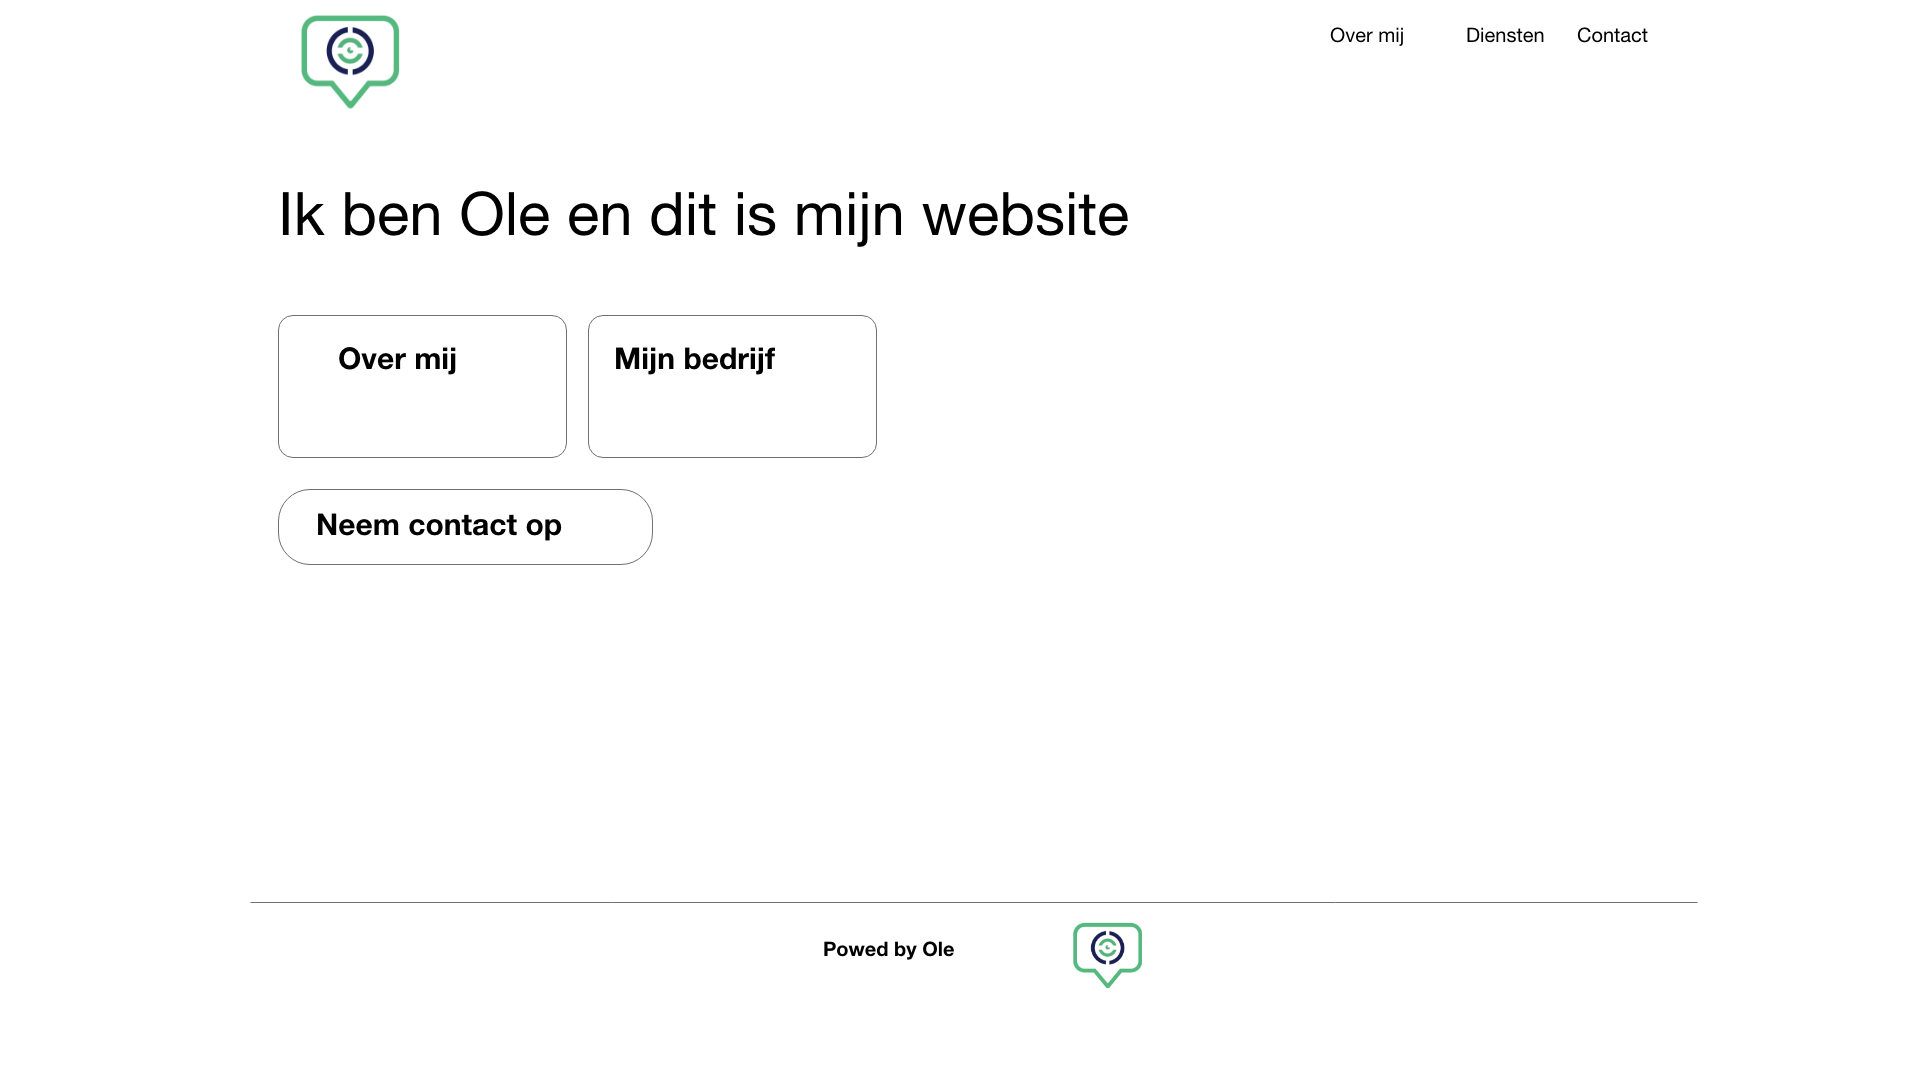 Over mij
Diensten
Contact
Ik ben Ole en dit is mijn website
Over mij
Mijn bedrijf
Neem contact op
Powed by Ole